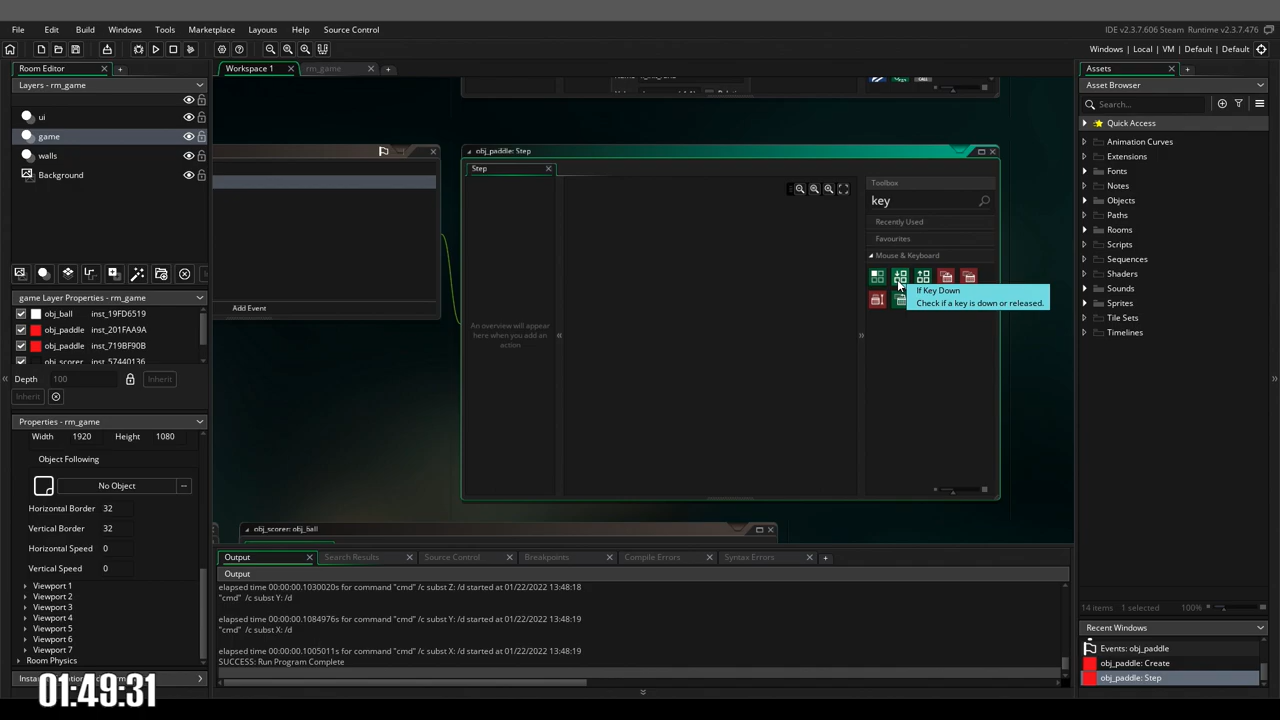 File Edit Build Windows Tools Marketplace Layouts Help Source Control
IDE v2.3.7.606 Steam Runtime v2.3.7.476
Windows | Local | VM | Default | Default
Room Editor
Layers - rm_game
ui
game
walls
Background
game Layer Properties - rm_game
obj_ball inst_19FD6519
obj_paddle inst_201FAA9A
obj_paddle inst_719BF90B
obj_scorer inst_57440136
Depth 100 Inherit
Inherit
Properties - rm_game
Width 1920 Height 1080
Object Following
No Object
Horizontal Border 32
Vertical Border 32
Horizontal Speed 0
Vertical Speed 0
Viewport 1
Viewport 2
Viewport 3
Viewport 4
Viewport 5
Viewport 6
Viewport 7
Room Physics
01:49:31
Workspace 1 rm_game
Add Event
obj_paddle: Step
Step
An overview will appear
here when you add an
action
Toolbox
key
Recently Used
Favourites
Mouse & Keyboard
If Key Down
Check if a key is down or released.
obj_scorer: obj_ball
Output Search Results Source Control Breakpoints Compile Errors Syntax Errors
Output
elapsed time 00:00:00.1030020s for command "cmd" /c subst Z: /d started at 01/22/2022 13:48:18
"cmd" /c subst Y: /d
elapsed time 00:00:00.1084976s for command "cmd" /c subst Y: /d started at 01/22/2022 13:48:19
"cmd" /c subst X: /d
elapsed time 00:00:00.1005011s for command "cmd" /c subst X: /d started at 01/22/2022 13:48:19
SUCCESS: Run Program Complete
Assets
Asset Browser
Search...
Quick Access
Animation Curves
Extensions
Fonts
Notes
Objects
Paths
Rooms
Scripts
Sequences
Shaders
Sounds
Sprites
Tile Sets
Timelines
14 items 1 selected 100%
Recent Windows
Events: obj_paddle
obj_paddle: Create
obj_paddle: Step